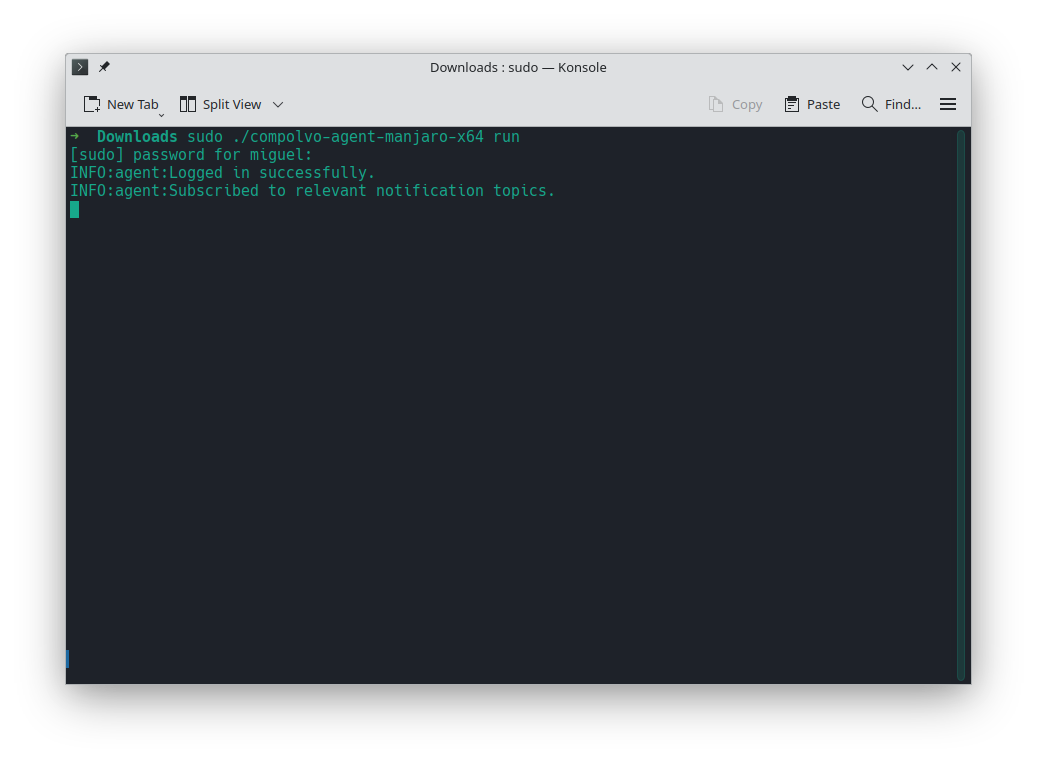 Downloads : sudo — Konsole
New Tab Split View Copy Paste Find...
➜ Downloads sudo ./compolvo-agent-manjaro-x64 run
[sudo] password for miguel:
INFO:agent:Logged in successfully.
INFO:agent:Subscribed to relevant notification topics.